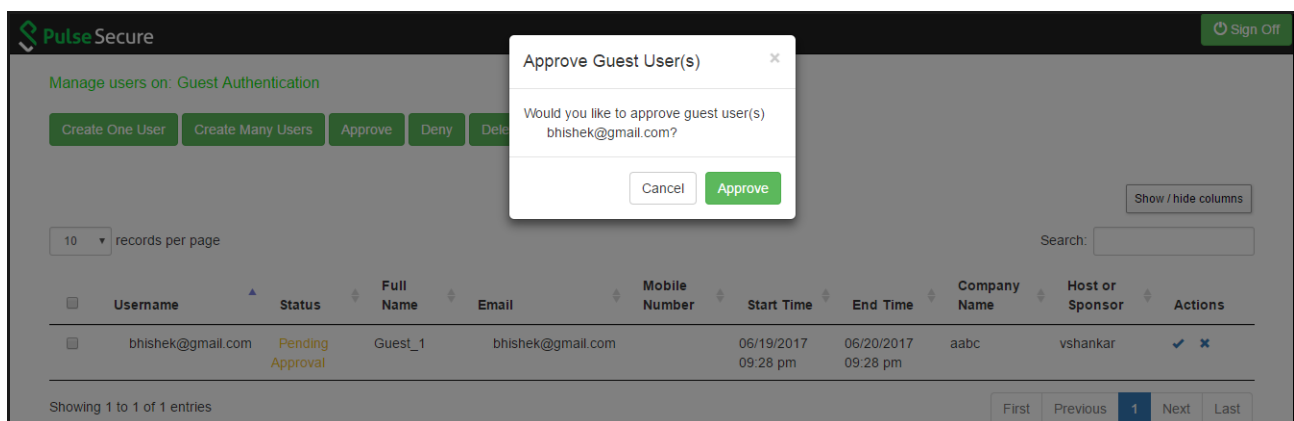 Pulse Secure
Sign Off
Approve Guest User(s)
×
Manage users on: Guest Authentication
Would you like to approve guest user(s)
bhishek@gmail.com?
Create One User
Create Many Users
Approve
Deny
Dele
Cancel
Approve
Show / hide columns
10 records per page
Search:
Username
Status
Full Name
Email
Mobile Number
Start Time
End Time
Company Name
Host or Sponsor
Actions
bhishek@gmail.com
Pending Approval
Guest_1
bhishek@gmail.com
06/19/2017 09:28 pm
06/20/2017 09:28 pm
aabc
vshankar
Showing 1 to 1 of 1 entries
First
Previous
1
Next
Last